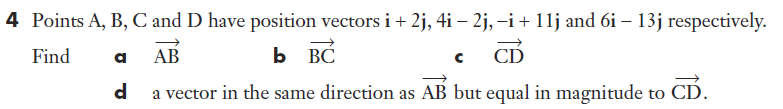 4 Points A, B, C and D have position vectors i + 2j, 4i – 2j, –i + 11j and 6i – 13j respectively.
Find a AB⃗ b BC⃗ c CD⃗
d a vector in the same direction as AB⃗ but equal in magnitude to CD⃗.